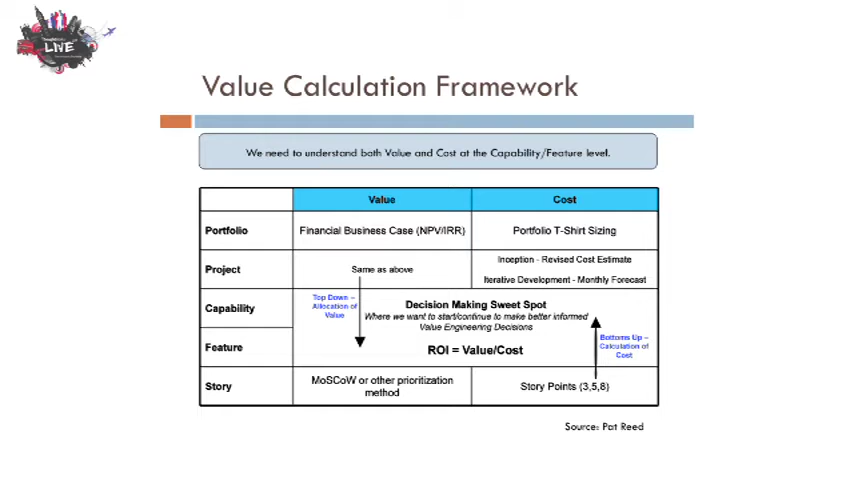 LIVE
Value Calculation Framework
We need to understand both Value and Cost at the Capability/Feature level.
Value
Cost
Portfolio
Financial Business Case (NPV/IRR)
Portfolio T-Shirt Sizing
Project
Same as above
Inception - Revised Cost Estimate
Iterative Development - Monthly Forecast
Capability
Top Down –
Allocation of
Value
Decision Making Sweet Spot
Where we want to start/continue to make better informed
Value Engineering Decisions
Feature
ROI = Value/Cost
Bottoms Up –
Calculation of
Cost
Story
MoSCoW or other prioritization
method
Story Points (3,5,8)
Source: Pat Reed